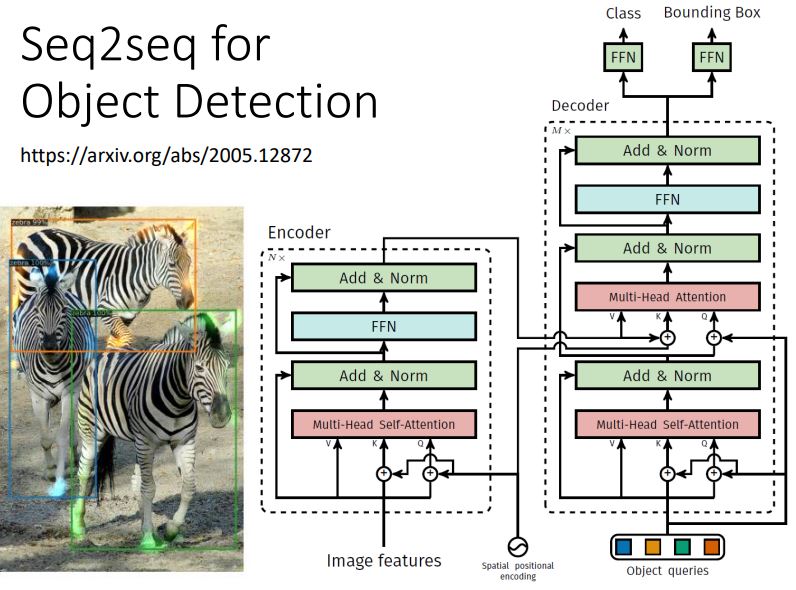 Seq2seq for
Object Detection
https://arxiv.org/abs/2005.12872
zebra 99%
zebra 100%
zebra 100%
Encoder
N×
Add & Norm
FFN
Add & Norm
Multi-Head Self-Attention
V K Q
Image features
Spatial positional
encoding
Class Bounding Box
FFN FFN
Decoder
M×
Add & Norm
FFN
Add & Norm
Multi-Head Attention
V K Q
Add & Norm
Multi-Head Self-Attention
V K Q
Object queries